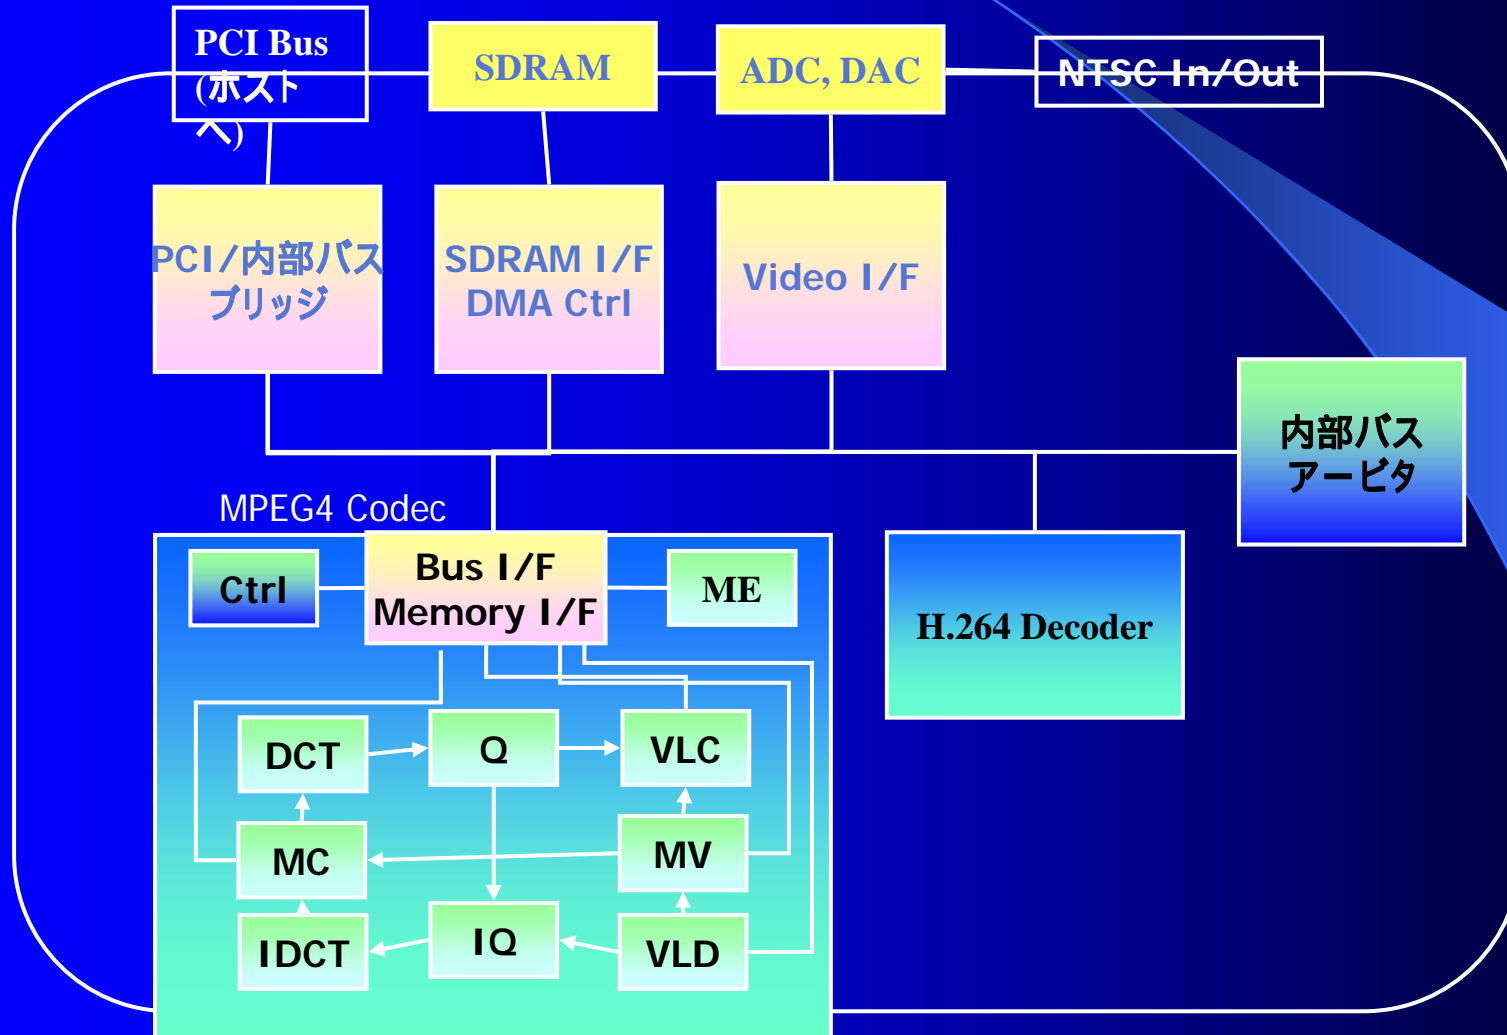 PCI Bus
(ホスト
へ)
SDRAM
ADC, DAC
NTSC In/Out
PCI/内部バス
ブリッジ
SDRAM I/F
DMA Ctrl
Video I/F
内部バス
アービタ
MPEG4 Codec
Ctrl
Bus I/F
Memory I/F
ME
H.264 Decoder
DCT
Q
VLC
MC
MV
IDCT
IQ
VLD